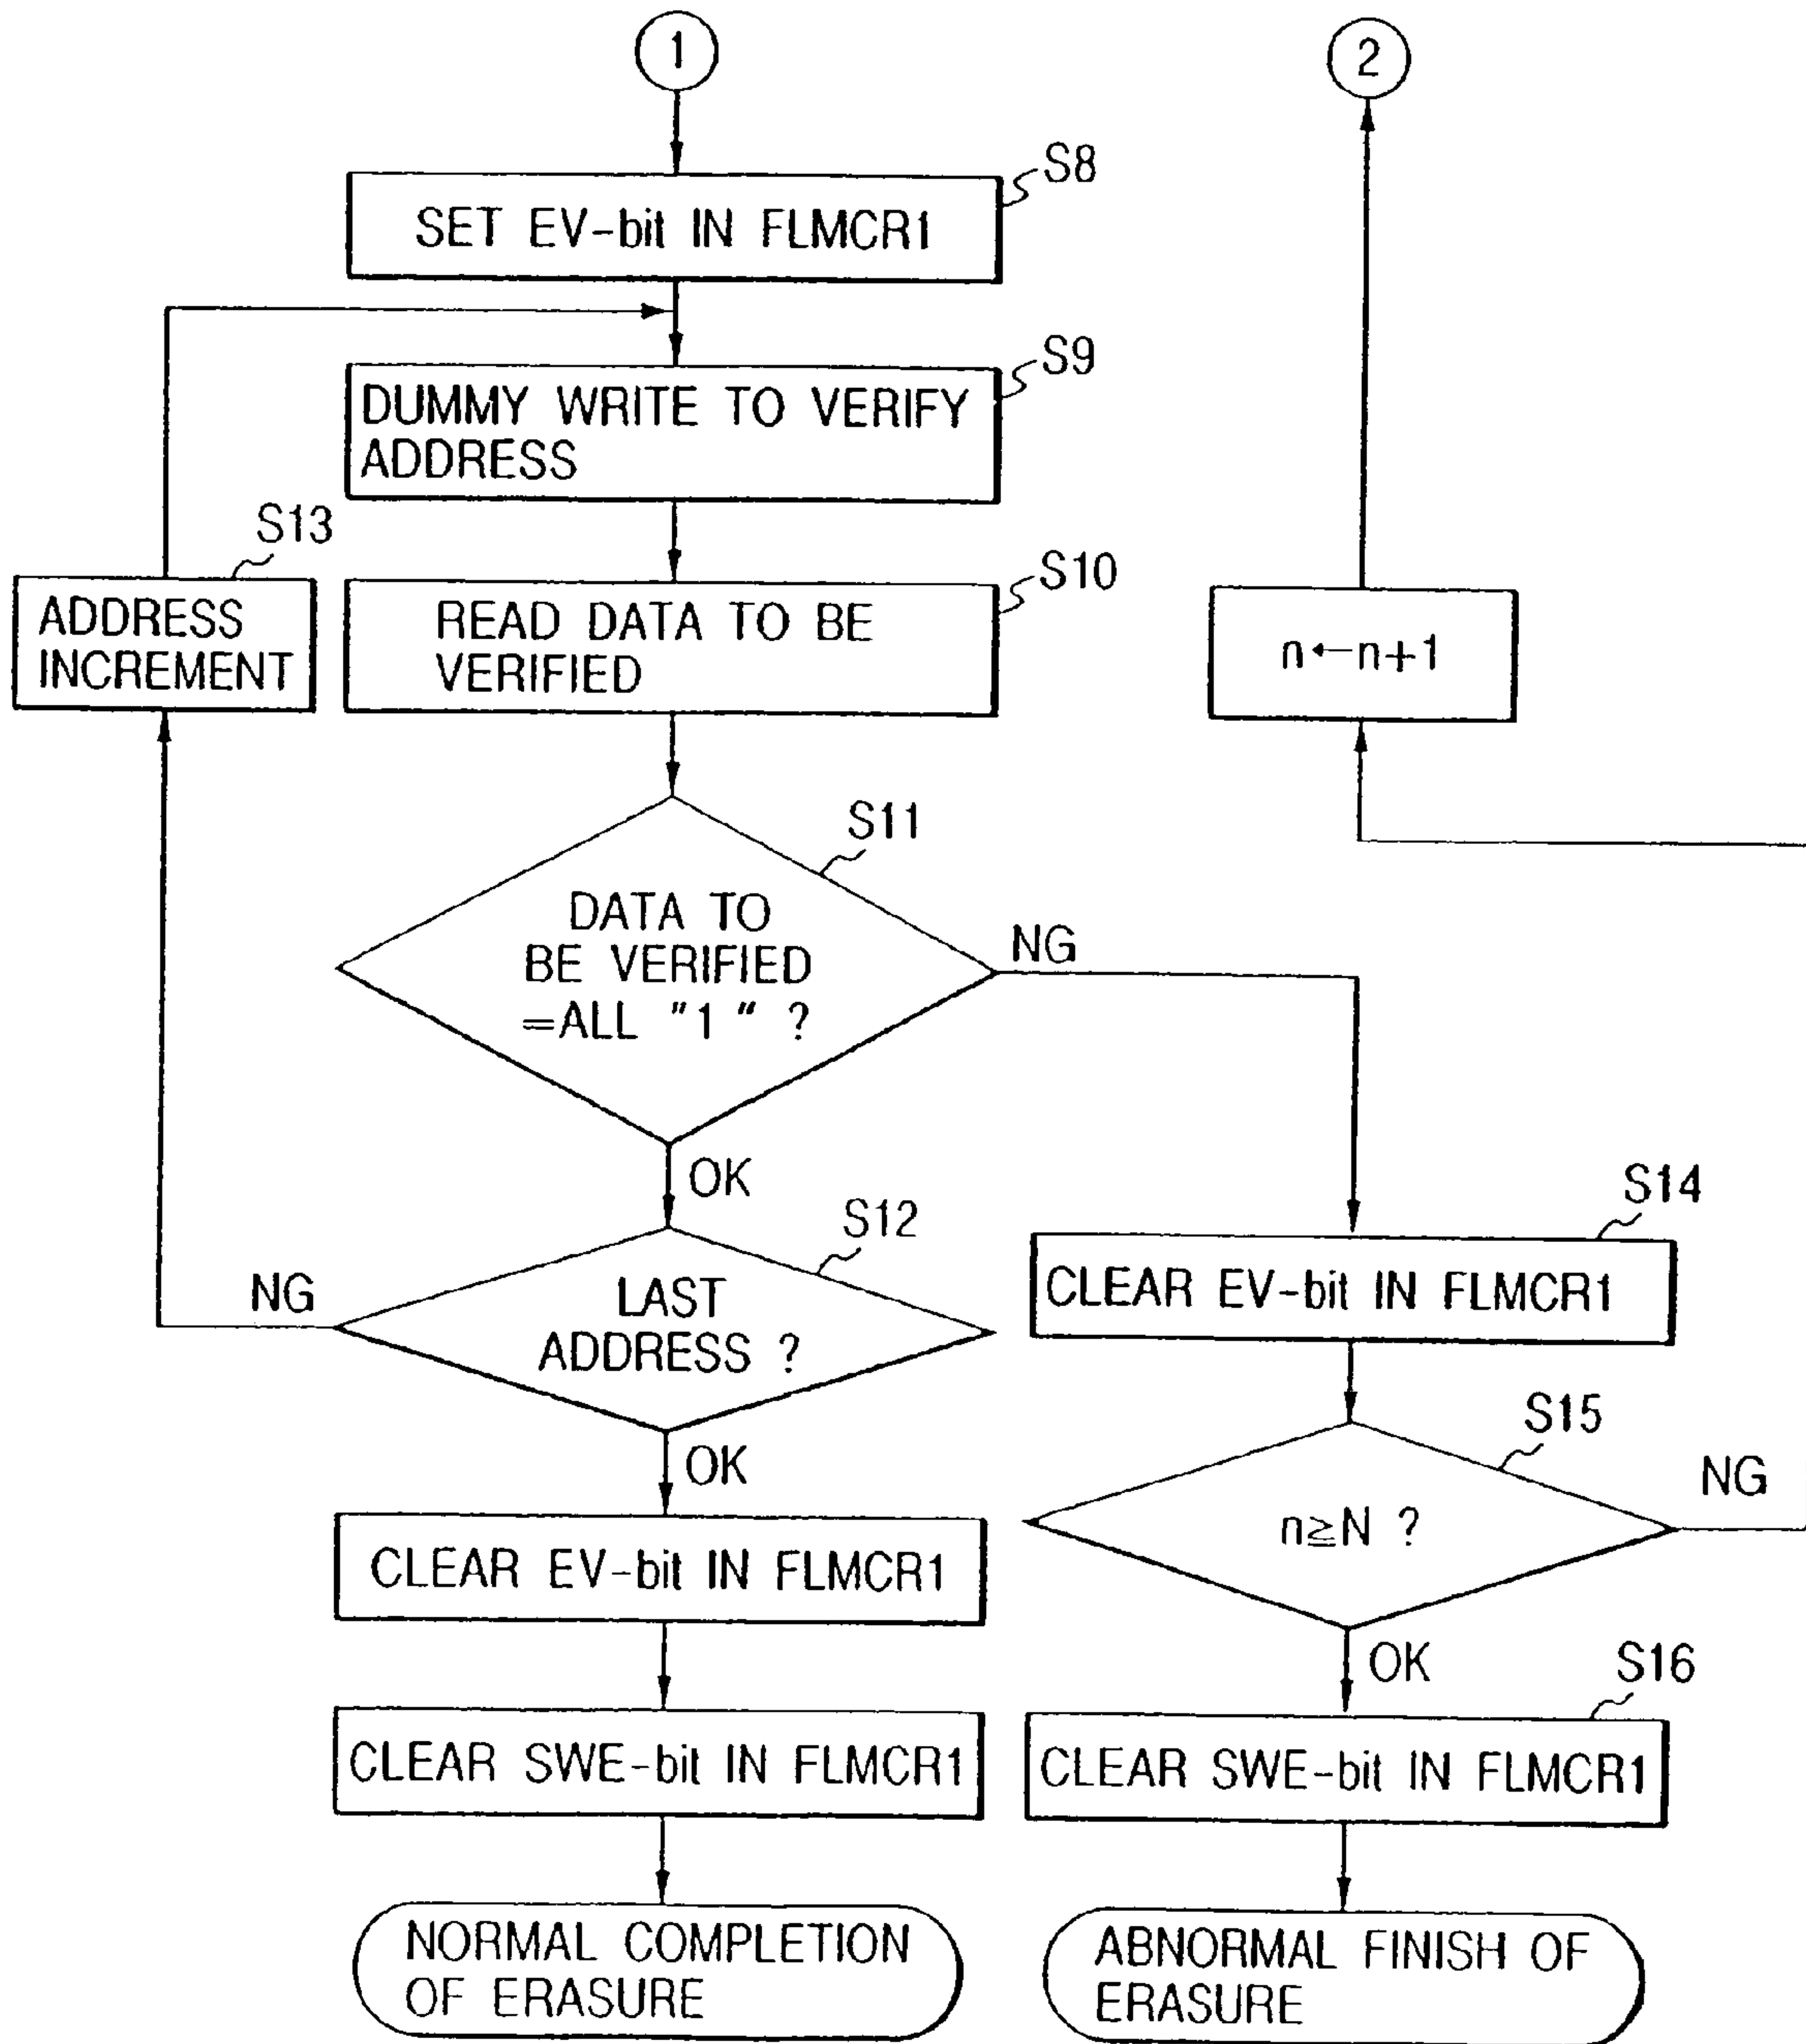 1
2
S8
SET EV-bit IN FLMCR1
S9
DUMMY WRITE TO VERIFY
ADDRESS
S13
ADDRESS
INCREMENT
S10
READ DATA TO BE
VERIFIED
n←n+1
S11
DATA TO
BE VERIFIED
=ALL "1" ?
NG
OK
S12
LAST
ADDRESS ?
NG
OK
S14
CLEAR EV-bit IN FLMCR1
S15
n≧N ?
NG
OK
CLEAR EV-bit IN FLMCR1
CLEAR SWE-bit IN FLMCR1
S16
CLEAR SWE-bit IN FLMCR1
NORMAL COMPLETION
OF ERASURE
ABNORMAL FINISH OF
ERASURE